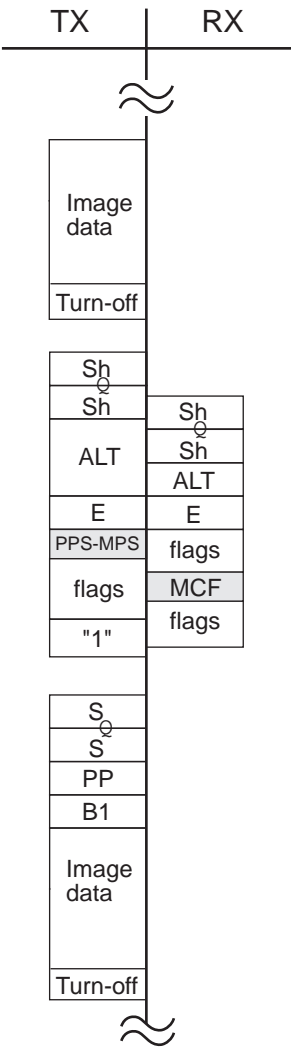 TX RX
Image
data
Turn-off
Sh
Q
Sh
ALT
E
PPS-MPS
flags
"1"
Sh
Q
Sh
ALT
E
flags
MCF
flags
S
Q
S
PP
B1
Image
data
Turn-off